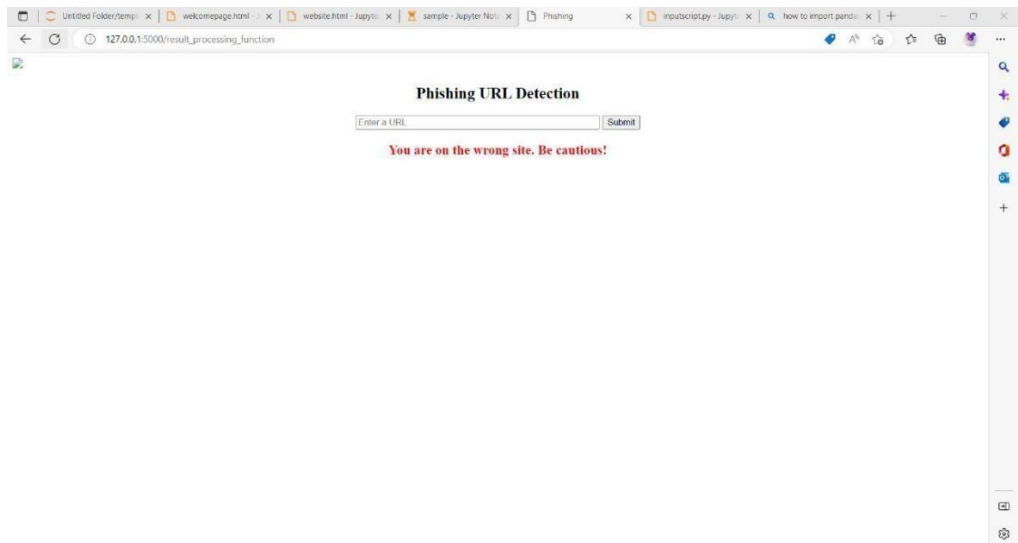 Untitled Folder/templ
welcomepage.html - J
website.html - Jupyte
sample - Jupyter Not
Phishing
inputscript.py - Jupyt
how to import panda
127.0.0.1:5000/result_processing_function
Phishing URL Detection
Enter a URL
Submit
You are on the wrong site. Be cautious!